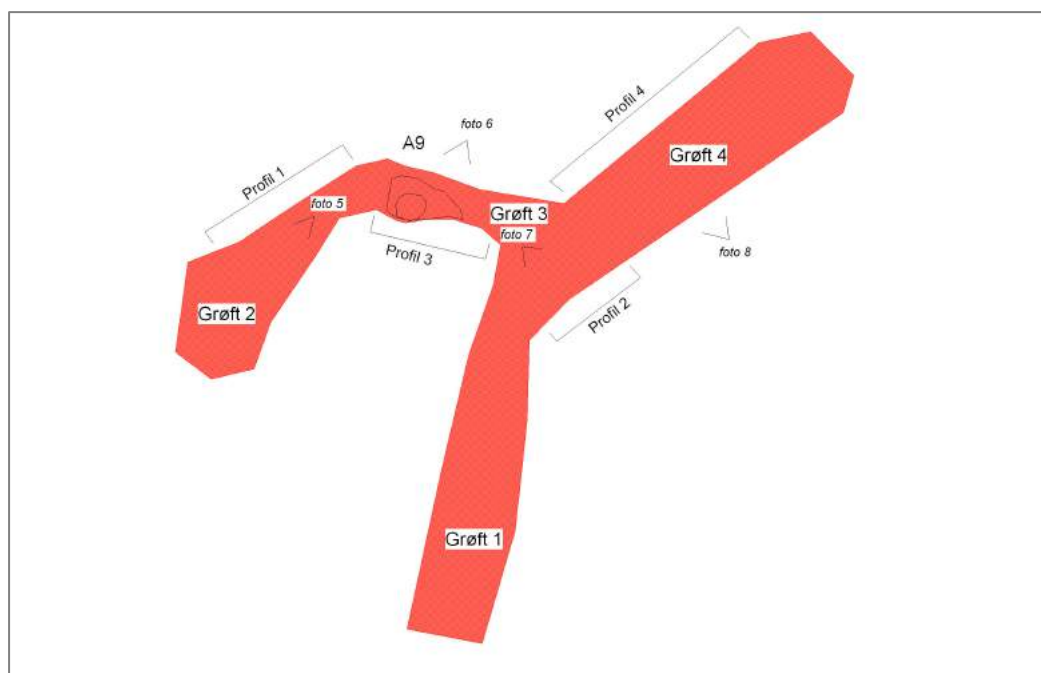 Profil 4
foto 6
A9
Profil 1
Grøft 4
foto 5
Grøft 3
foto 7
Profil 3
foto 8
Grøft 2
Profil 2
Grøft 1